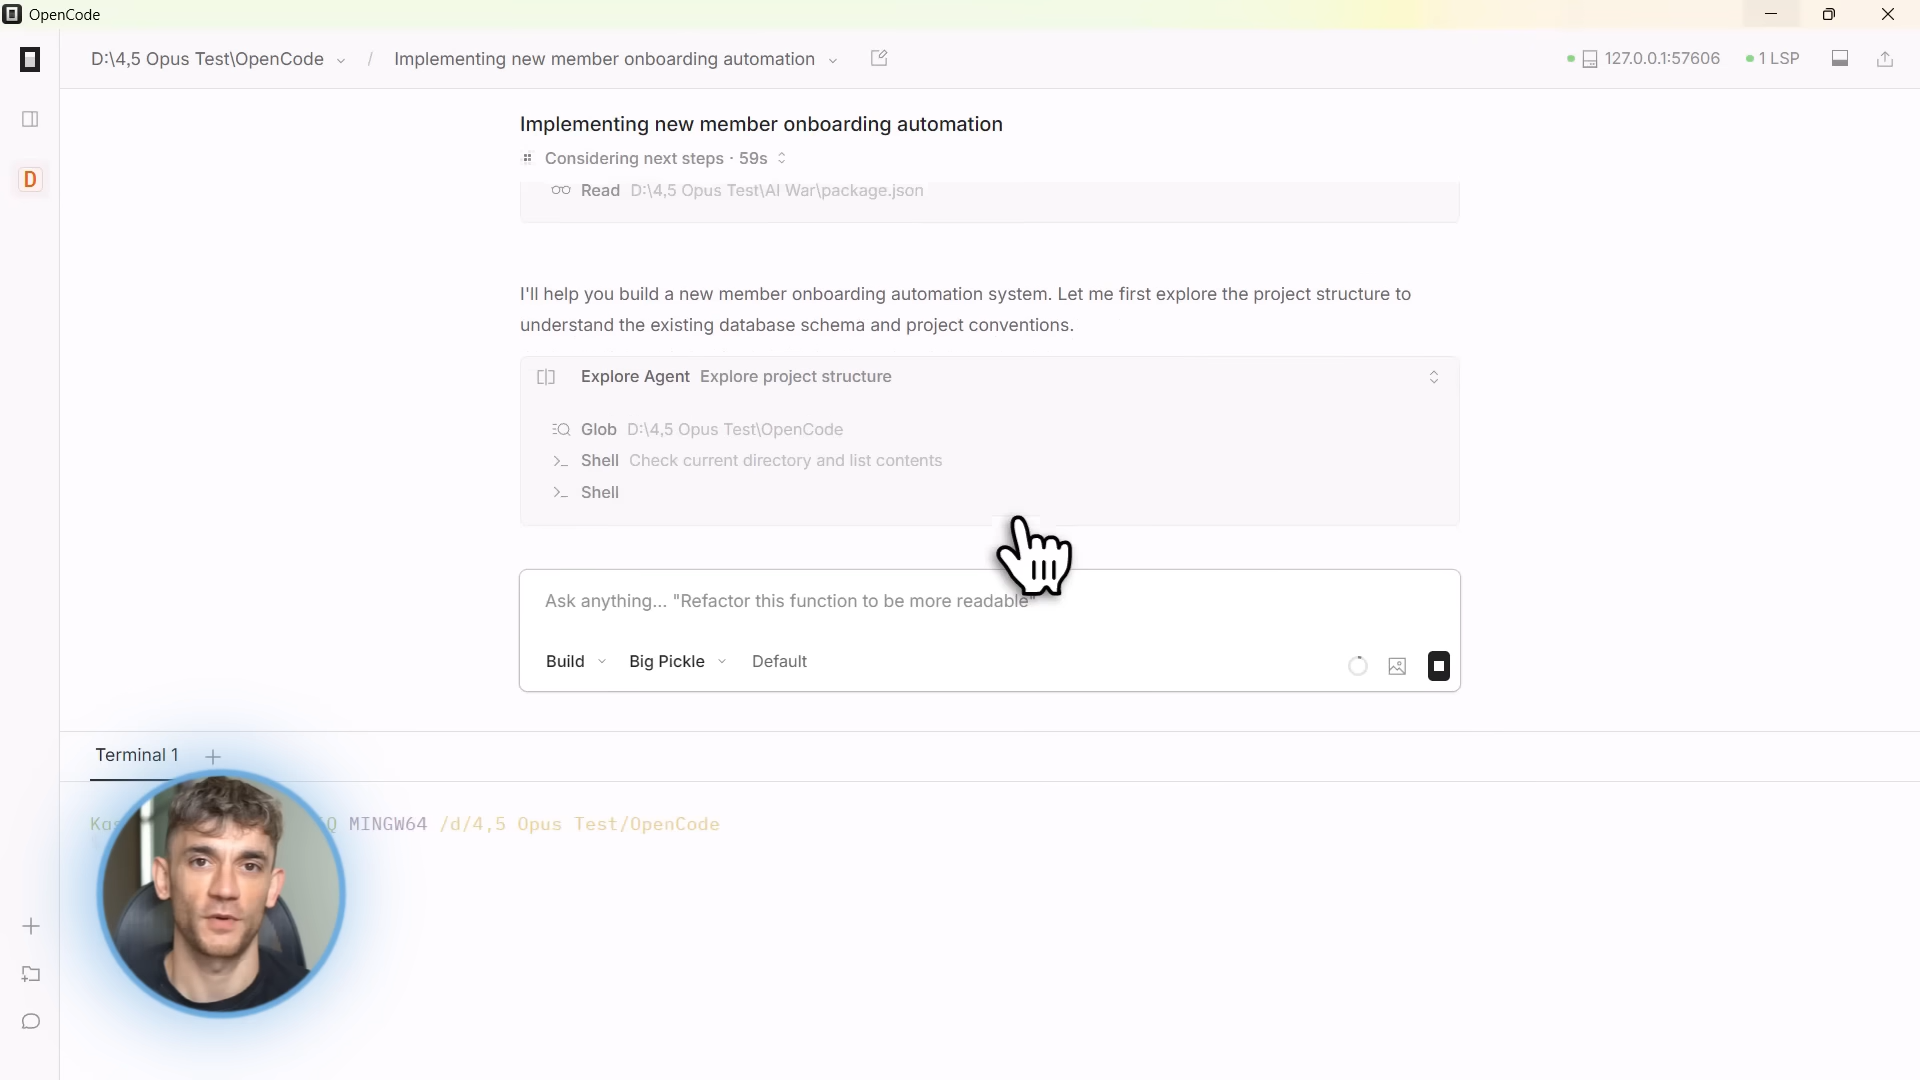 OpenCode
D:\4,5 Opus Test\OpenCode / Implementing new member onboarding automation
127.0.0.1:57606 1 LSP
D
Implementing new member onboarding automation
Considering next steps · 59s
Read D:\4,5 Opus Test\AI War\package.json
I'll help you build a new member onboarding automation system. Let me first explore the project structure to
understand the existing database schema and project conventions.
Explore Agent Explore project structure
Glob D:\4,5 Opus Test\OpenCode
Shell Check current directory and list contents
Shell
Ask anything... "Refactor this function to be more readable"
Build Big Pickle Default
Terminal 1
MINGW64 /d/4,5 Opus Test/OpenCode